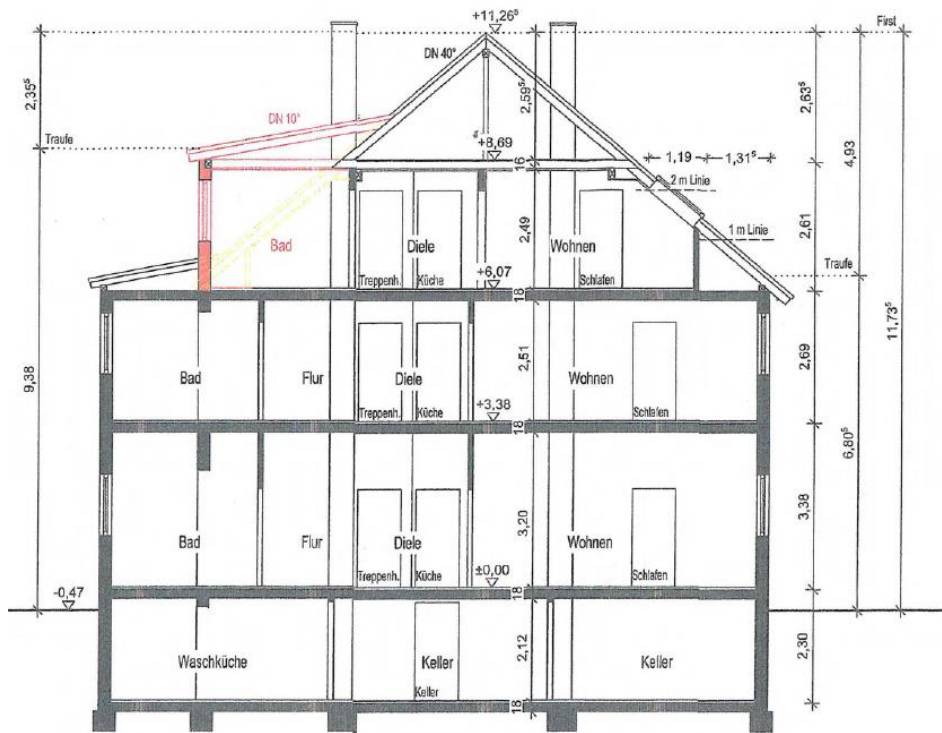 +11,26⁵
First
DN 40°
2,35⁵
2,59⁵
2,63⁵
DN 10°
Traufe
+8,69
16
1,19
1,31⁵
4,93
2 m Linie
2,49
2,61
1 m Linie
Bad
Diele
Wohnen
Treppenh.
Küche
+6,07
Schlafen
Traufe
18
11,73⁵
9,38
2,51
2,69
Bad
Flur
Diele
Wohnen
Treppenh.
Küche
+3,38
Schlafen
18
6,80⁵
3,20
3,38
Bad
Flur
Diele
Wohnen
Treppenh.
Küche
±0,00
Schlafen
-0,47
18
2,12
2,30
Waschküche
Keller
Keller
Keller
18